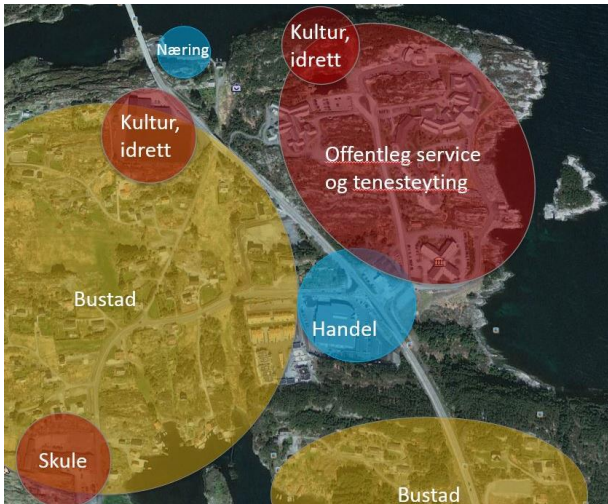 Næring
Kultur,
idrett
Kultur,
idrett
Offentleg service
og tenesteyting
Bustad
Handel
Skule
Bustad